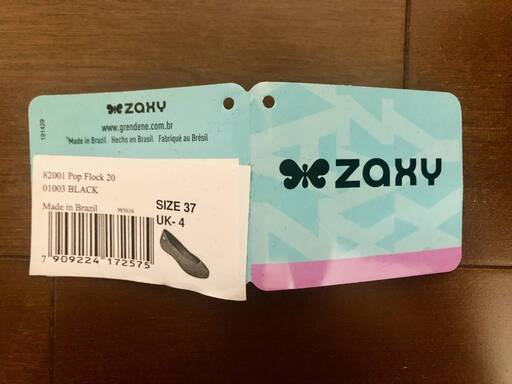 zaxy
www.grendene.com.br
Made in Brazil Hecho en Brasil Fabriqué au Brésil
191429
82001 Pop Flock 20
01003 BLACK
Made in Brazil
SIZE 37
UK- 4
7 909224 172575
zaxy